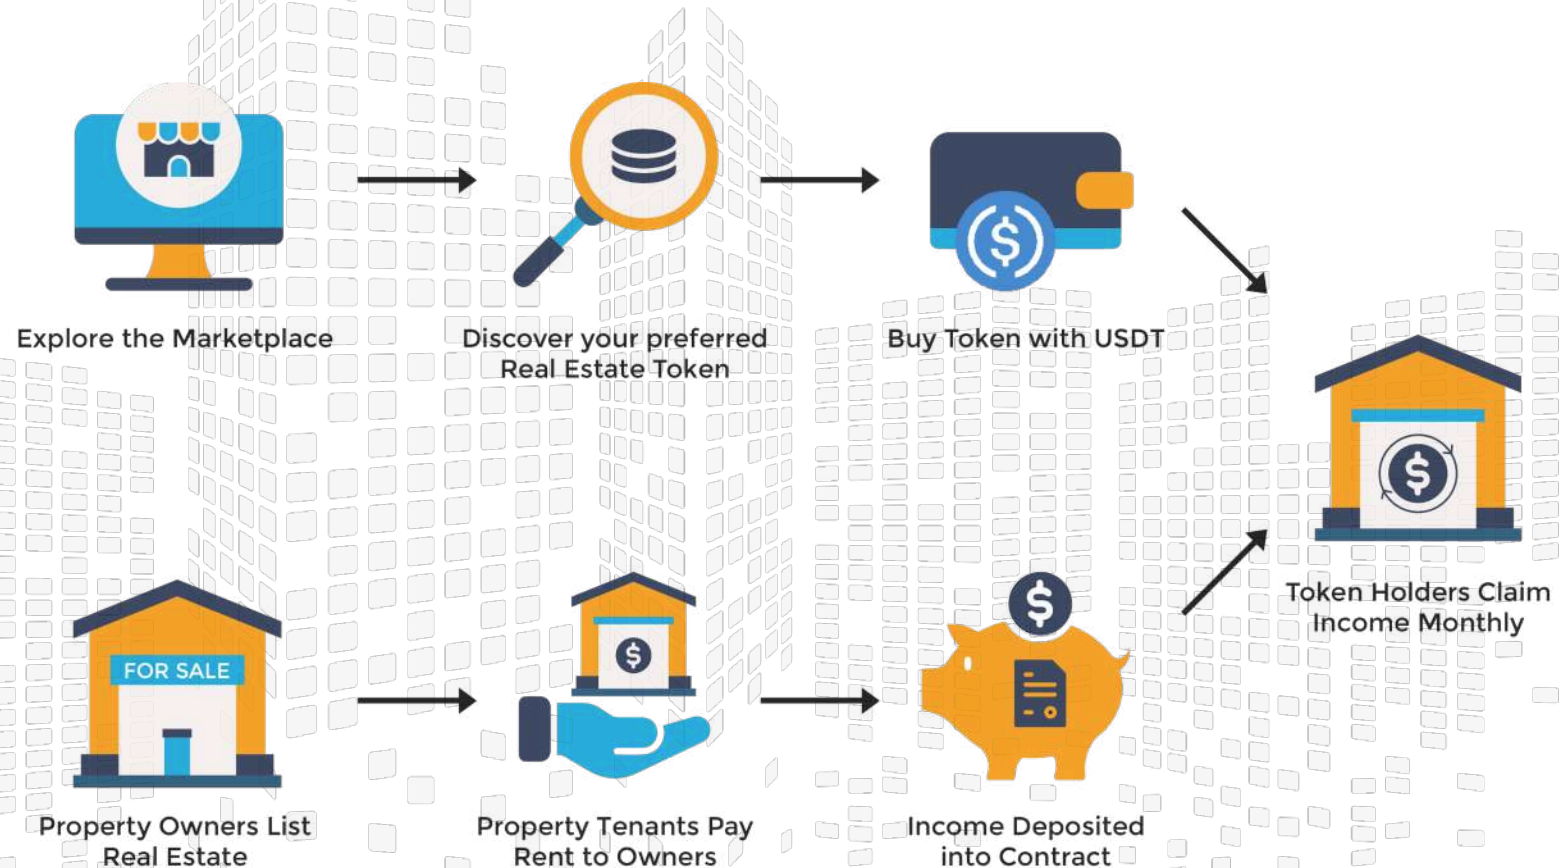 Explore the Marketplace
Discover your preferred
Real Estate Token
Buy Token with USDT
Token Holders Claim
Income Monthly
FOR SALE
Property Owners List
Real Estate
Property Tenants Pay
Rent to Owners
Income Deposited
into Contract